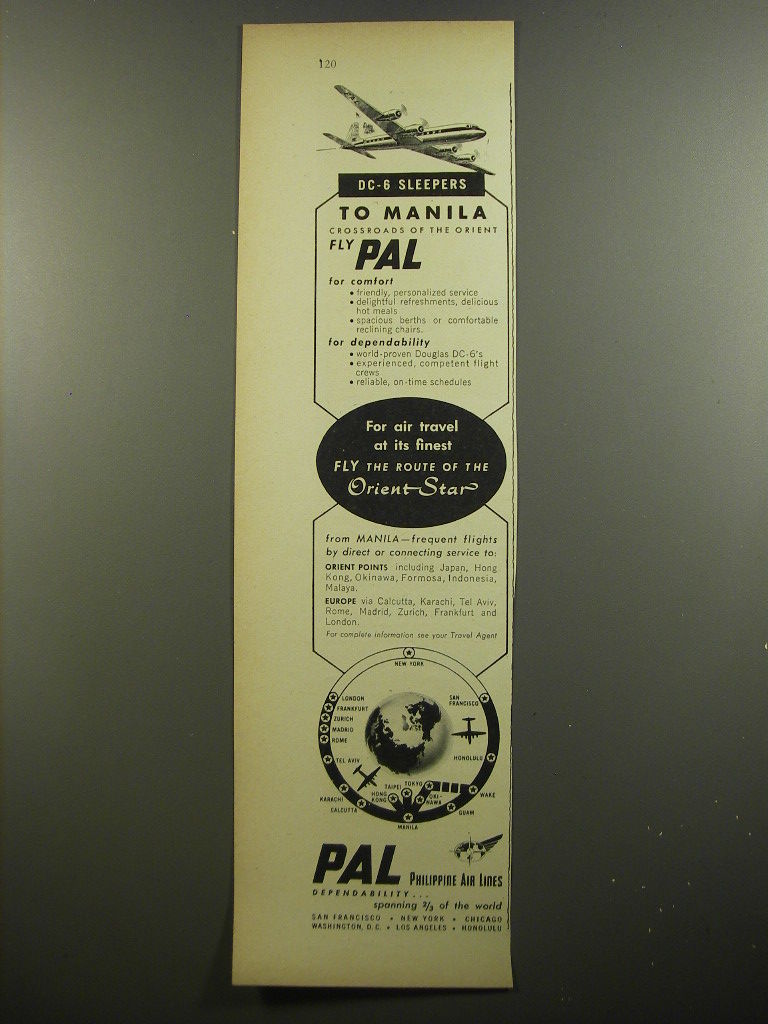 120
DC-6 SLEEPERS
TO MANILA
CROSSROADS OF THE ORIENT
FLY PAL
for comfort
• friendly, personalized service
• delightful refreshments, delicious
hot meals
• spacious berths or comfortable
reclining chairs.
for dependability
• world-proven Douglas DC-6's
• experienced, competent flight
crews
• reliable, on-time schedules
For air travel
at its finest
FLY THE ROUTE OF THE
Orient Star
from MANILA—frequent flights
by direct or connecting service to:
ORIENT POINTS including Japan, Hong
Kong, Okinawa, Formosa, Indonesia,
Malaya.
EUROPE via Calcutta, Karachi, Tel Aviv,
Rome, Madrid, Zurich, Frankfurt and
London.
For complete information see your Travel Agent
NEW YORK
LONDON
FRANKFURT
ZURICH
MADRID
ROME
TEL AVIV
KARACHI
CALCUTTA
HONG
KONG
TAIPEI
TOKYO
OKI-
NAWA
MANILA
GUAM
WAKE
HONOLULU
SAN
FRANCISCO
PAL PHILIPPINE AIR LINES
DEPENDABILITY...
spanning 2/3 of the world
SAN FRANCISCO • NEW YORK • CHICAGO
WASHINGTON, D.C. • LOS ANGELES • HONOLULU